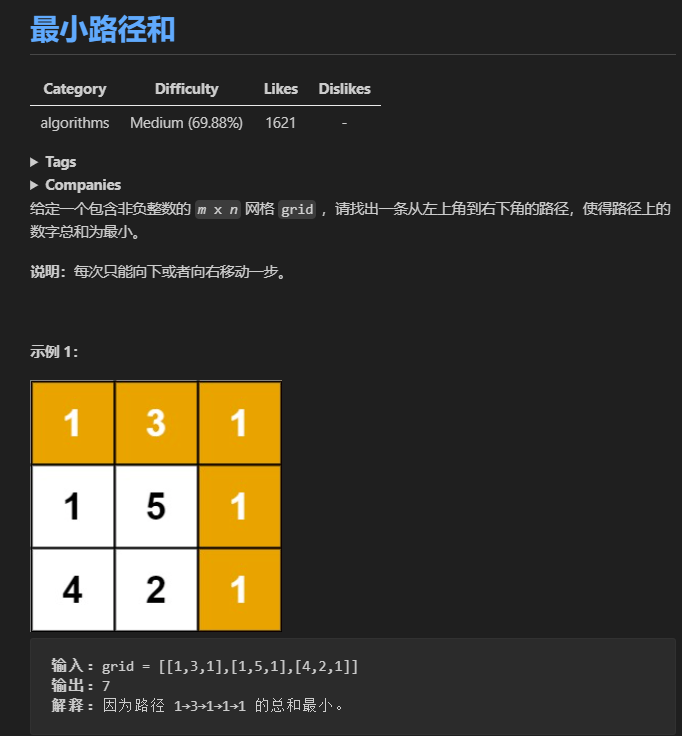 最小路径和
Category Difficulty Likes Dislikes
algorithms Medium (69.88%) 1621 -
▶ Tags
▶ Companies
给定一个包含非负整数的 m x n 网格 grid ，请找出一条从左上角到右下角的路径，使得路径上的
数字总和为最小。
说明：每次只能向下或者向右移动一步。
示例 1：
1 3 1
1 5 1
4 2 1
输入：grid = [[1,3,1],[1,5,1],[4,2,1]]
输出：7
解释：因为路径 1→3→1→1→1 的总和最小。